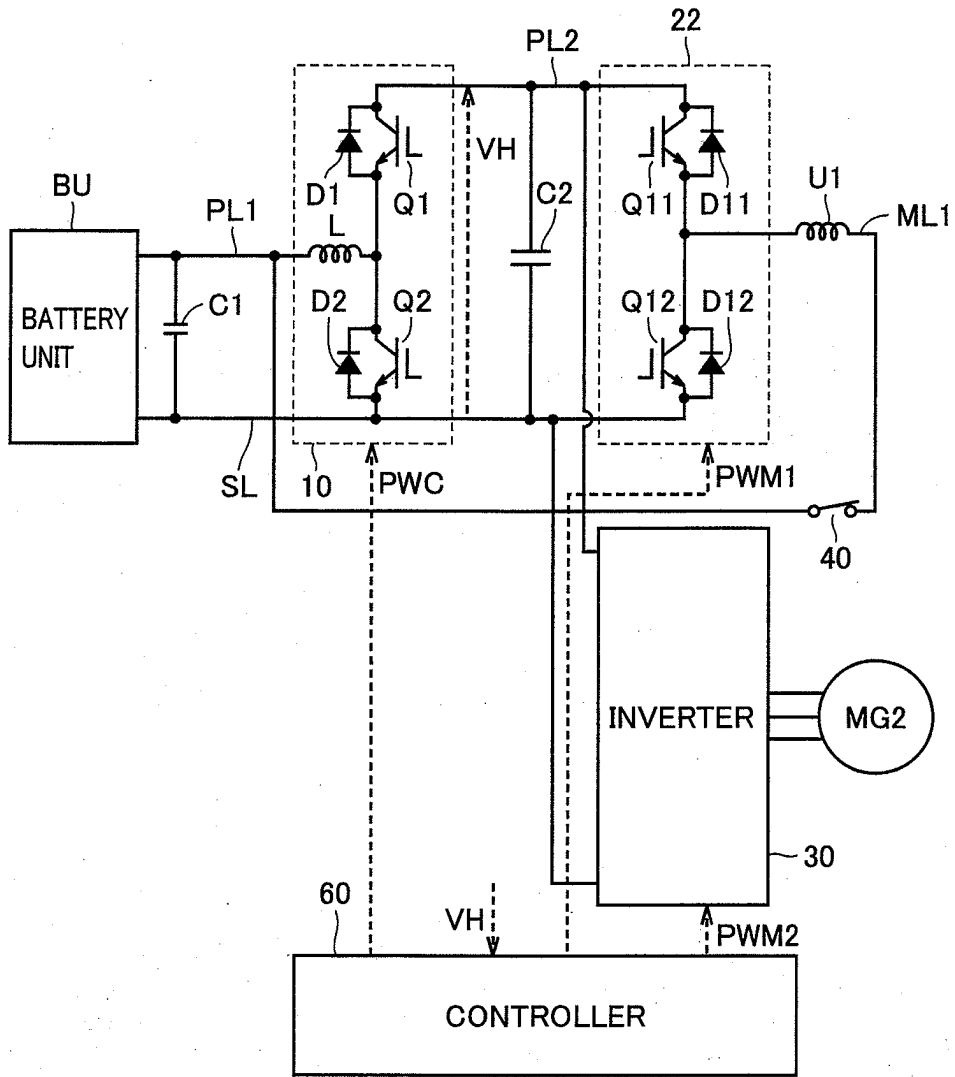 22
PL2
VH
BU
PL1
D1
Q1
L
C2
Q11
D11
U1
ML1
BATTERY
UNIT
C1
D2
Q2
Q12
D12
SL
10
PWC
PWM1
40
INVERTER
MG2
30
60
VH
PWM2
CONTROLLER